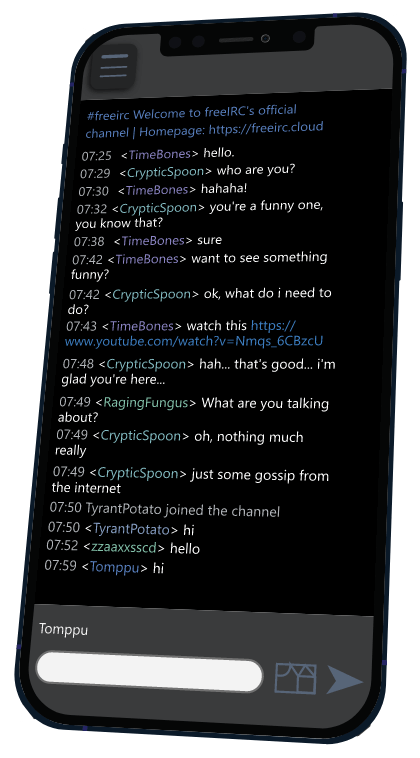 #freeirc Welcome to freeIRC's official
channel | Homepage: https://freeirc.cloud
07:25 <TimeBones> hello.
07:29 <CrypticSpoon> who are you?
07:30 <TimeBones> hahaha!
07:32 <CrypticSpoon> you're a funny one,
you know that?
07:38 <TimeBones> sure
07:42 <TimeBones> want to see something
funny?
07:42 <CrypticSpoon> ok, what do i need to
do?
07:43 <TimeBones> watch this https://
www.youtube.com/watch?v=Nmqs_6CBzcU
07:48 <CrypticSpoon> hah... that's good... i'm
glad you're here...
07:49 <RagingFungus> What are you talking
about?
07:49 <CrypticSpoon> oh, nothing much
really
07:49 <CrypticSpoon> just some gossip from
the internet
07:50 TyrantPotato joined the channel
07:50 <TyrantPotato> hi
07:52 <zzaaxxsscd> hello
07:59 <Tomppu> hi
Tomppu